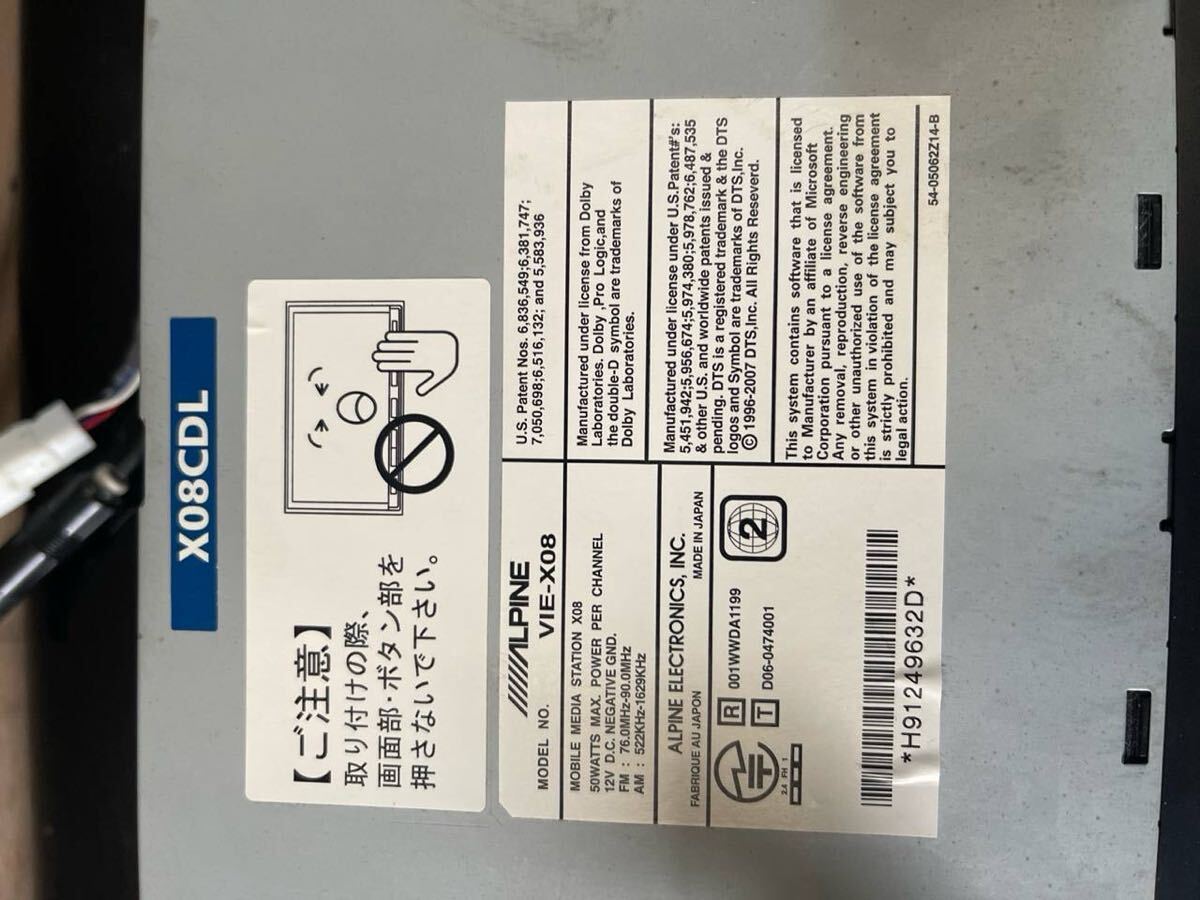 X08CDL
【ご注意】
取り付けの際、
画面部・ボタン部を
押さないで下さい。
ALPINE
MODEL NO. VIE-X08
MOBILE MEDIA STATION X08
50WATTS MAX. POWER PER CHANNEL
12V D.C. NEGATIVE GND.
FM : 76.0MHz-90.0MHz
AM : 522KHz-1629KHz
ALPINE ELECTRONICS, INC.
FABRIQUE AU JAPON MADE IN JAPAN
R 001WWDA1199
T D06-0474001
2.4 FH 1
2
*H91249632D*
U.S. Patent Nos. 6,836,549;6,381,747;
7,050,698;6,516,132; and 5,583,936
Manufactured under license from Dolby
Laboratories. Dolby ,Pro Logic,and
the double-D symbol are trademarks of
Dolby Laboratories.
Manufactured under license under U.S.Patent#'s:
5,451,942;5,956,674;5,974,380;5,978,762;6,487,535
& other U.S. and worldwide patents issued &
pending. DTS is a registered trademark & the DTS
logos and Symbol are trademarks of DTS,Inc.
© 1996-2007 DTS,Inc. All Rights Reseverd.
This system contains software that is licensed
to Manufacturer by an affiliate of Microsoft
Corporation pursuant to a license agreement.
Any removal, reproduction, reverse engineering
or other unauthorized use of the software from
this system in violation of the license agreement
is strictly prohibited and may subject you to
legal action.
54-05062Z14-B